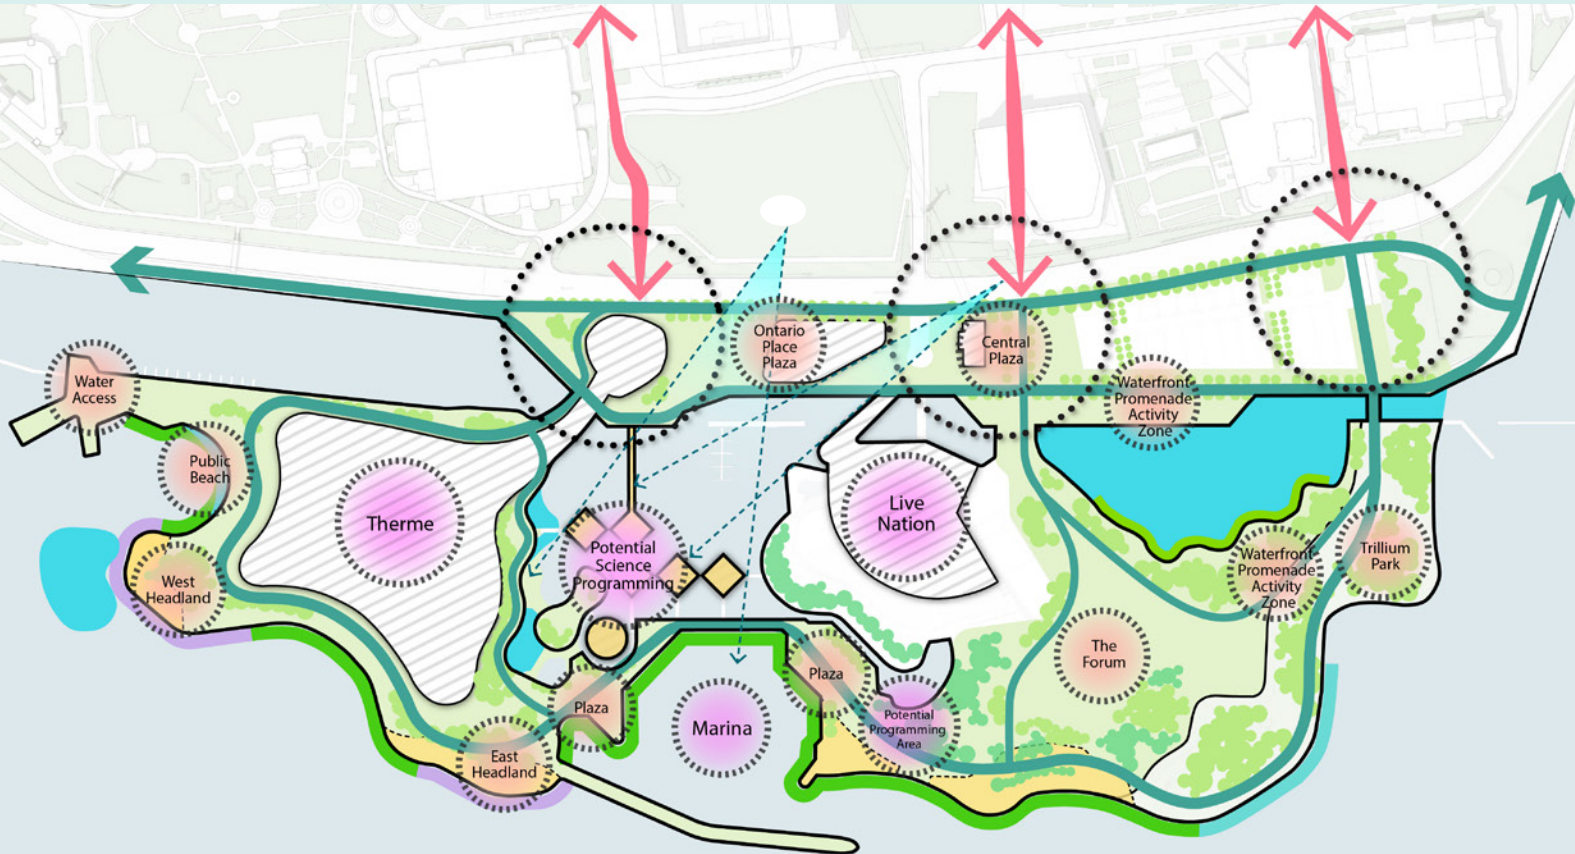 Ontario
Place
Plaza
Central
Plaza
Water
Access
Waterfront
Promenade
Activity
Zone
Public
Beach
Therme
Live
Nation
Potential
Science
Programming
West
Headland
Waterfront
Promenade
Activity
Zone
Trillium
Park
The
Forum
Plaza
Plaza
Marina
Potential
Programming
Area
East
Headland